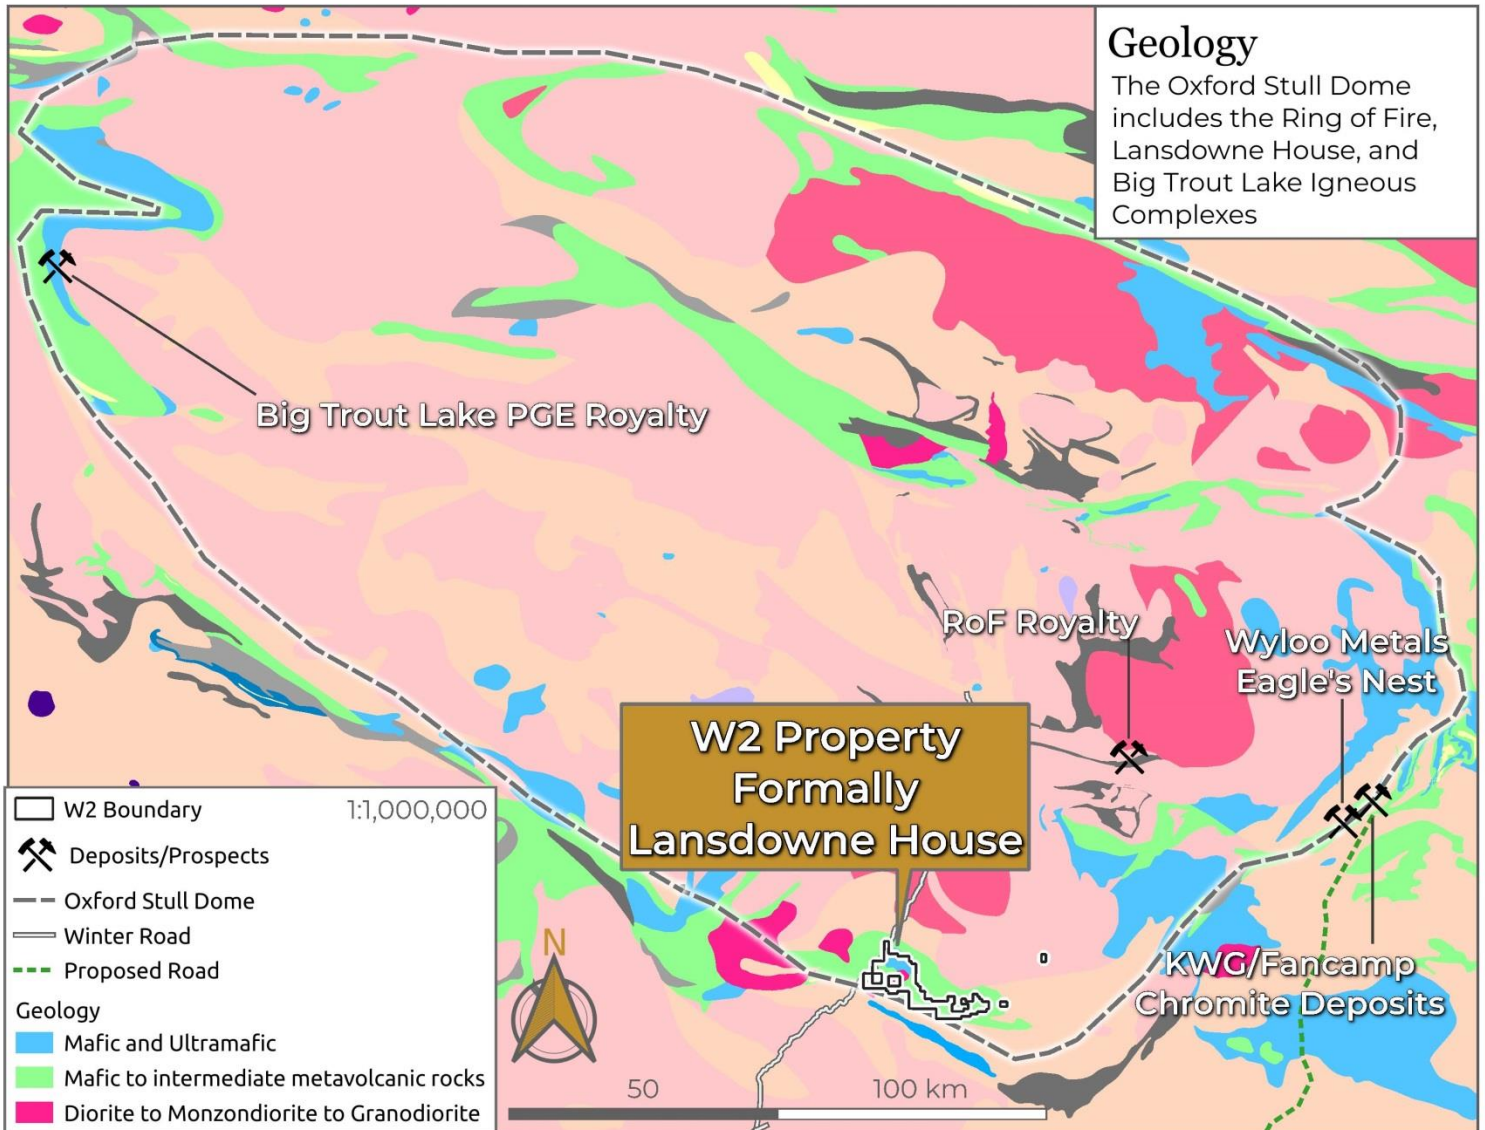 Geology
The Oxford Stull Dome
includes the Ring of Fire,
Lansdowne House, and
Big Trout Lake Igneous
Complexes
Big Trout Lake PGE Royalty
RoF Royalty
Wyloo Metals
Eagle's Nest
W2 Property
Formally
Lansdowne House
KWG/Fancamp
Chromite Deposits
W2 Boundary 1:1,000,000
Deposits/Prospects
Oxford Stull Dome
Winter Road
Proposed Road
Geology
Mafic and Ultramafic
Mafic to intermediate metavolcanic rocks
Diorite to Monzondiorite to Granodiorite
N
50 100 km